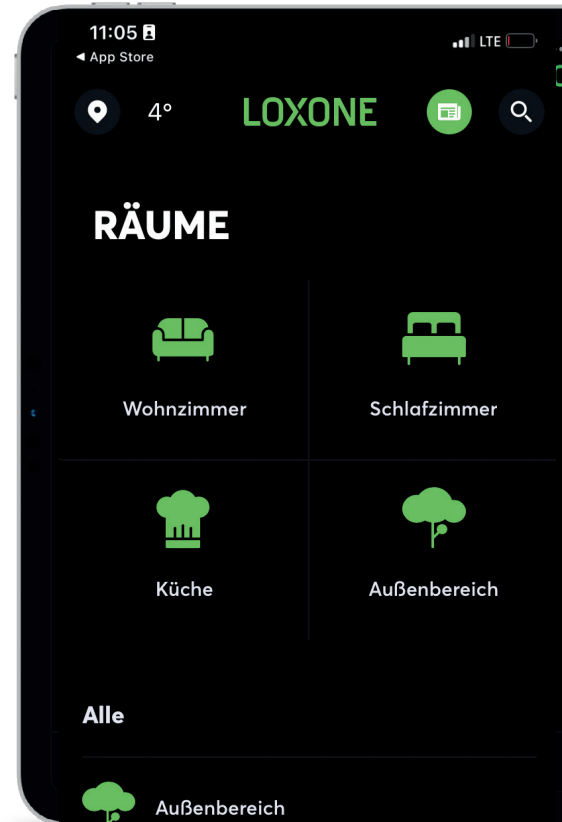 11:05
◀ App Store
LTE
4°
LOXONE
RÄUME
Wohnzimmer
Schlafzimmer
Küche
Außenbereich
Alle
Außenbereich